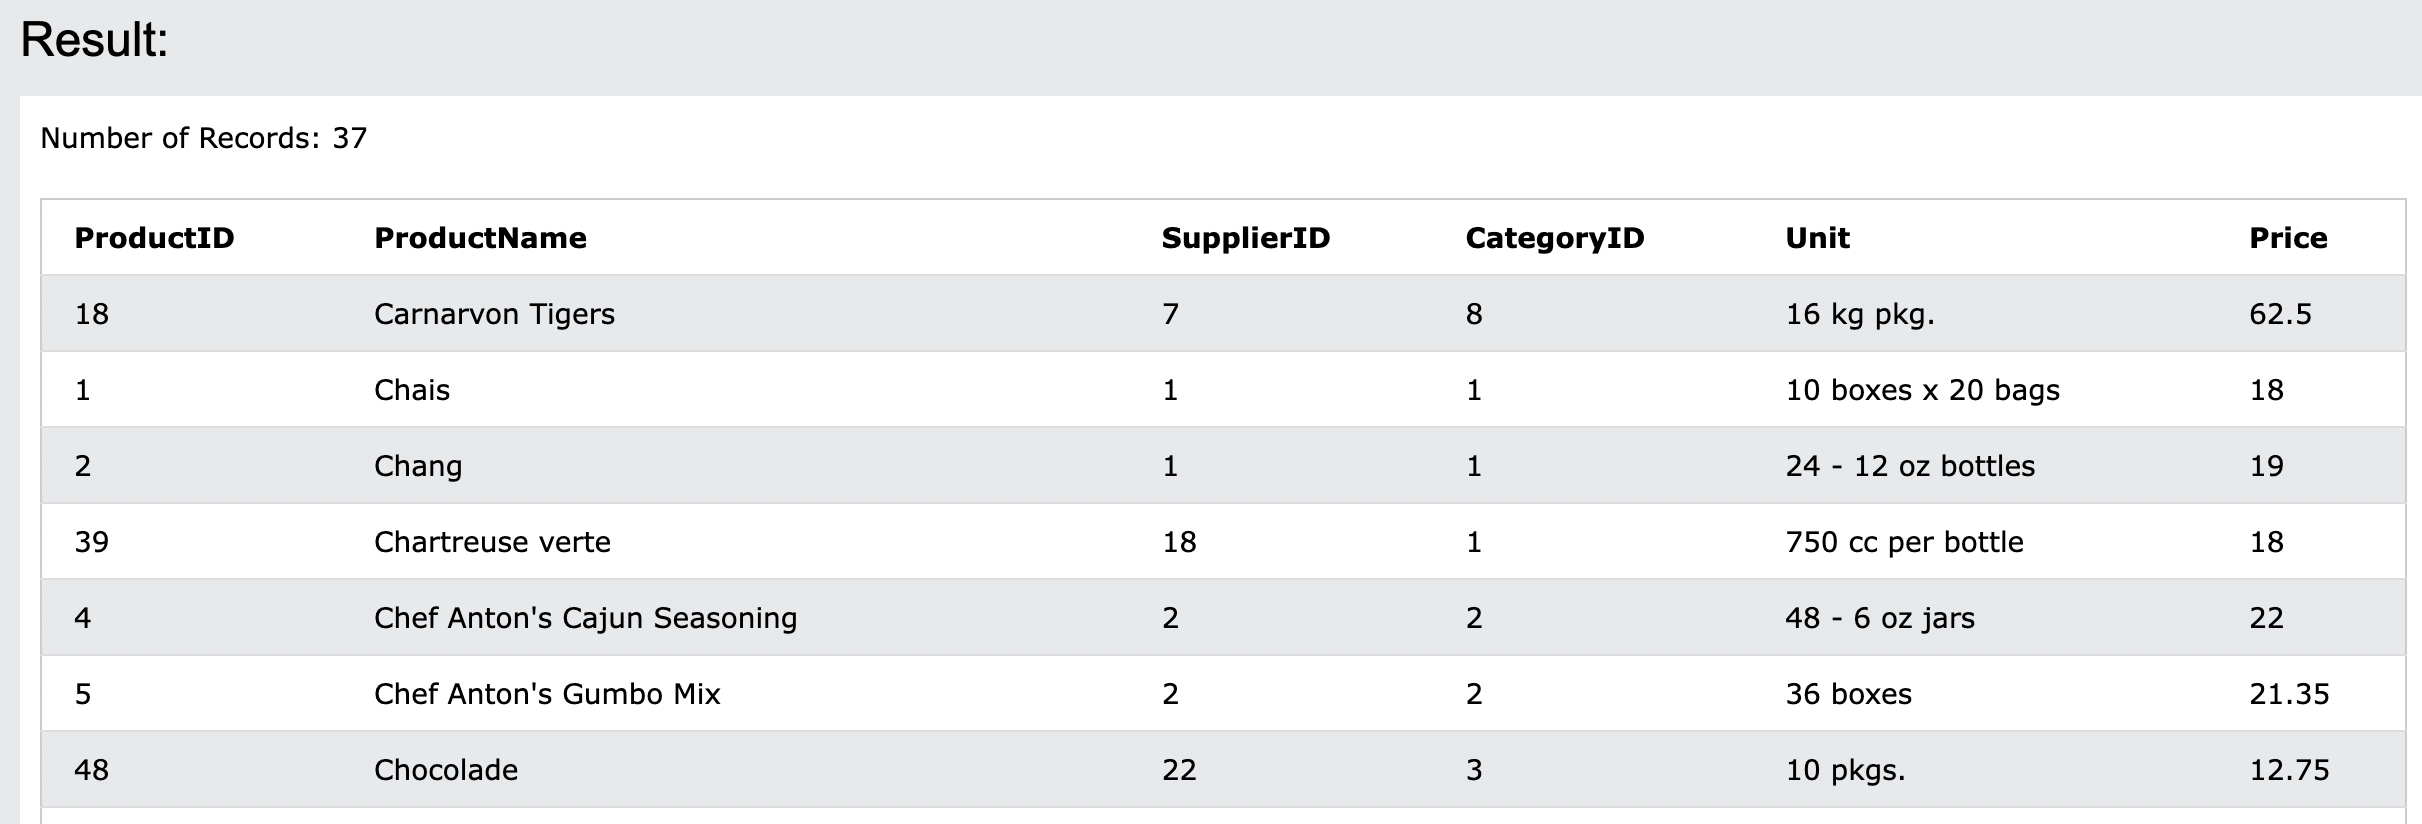 Result:
Number of Records: 37
ProductID ProductName SupplierID CategoryID Unit Price
18 Carnarvon Tigers 7 8 16 kg pkg. 62.5
1 Chais 1 1 10 boxes x 20 bags 18
2 Chang 1 1 24 - 12 oz bottles 19
39 Chartreuse verte 18 1 750 cc per bottle 18
4 Chef Anton's Cajun Seasoning 2 2 48 - 6 oz jars 22
5 Chef Anton's Gumbo Mix 2 2 36 boxes 21.35
48 Chocolade 22 3 10 pkgs. 12.75